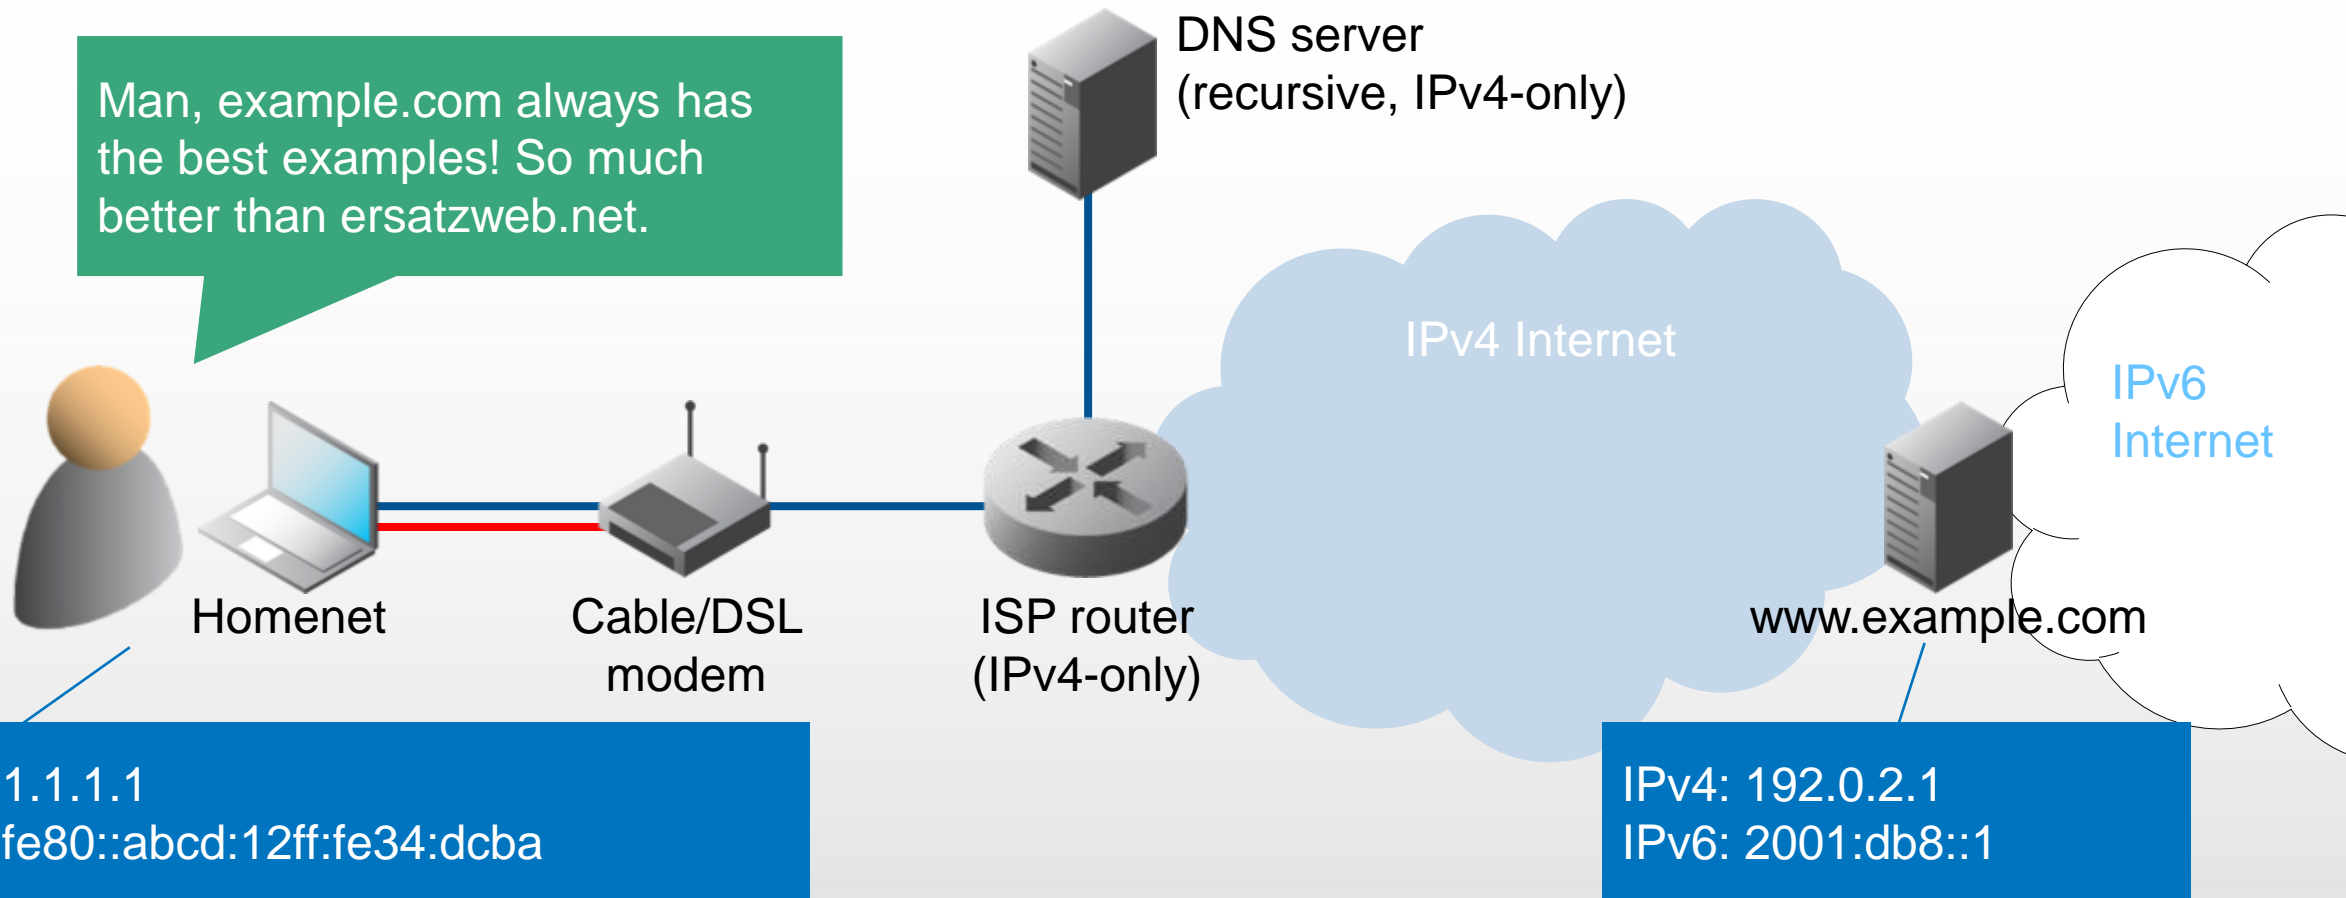 DNS server
(recursive, IPv4-only)
Man, example.com always has
the best examples! So much
better than ersatzweb.net.
IPv4 Internet
IPv6
Internet
Homenet
Cable/DSL
modem
ISP router
(IPv4-only)
www.example.com
1.1.1.1
fe80::abcd:12ff:fe34:dcba
IPv4: 192.0.2.1
IPv6: 2001:db8::1